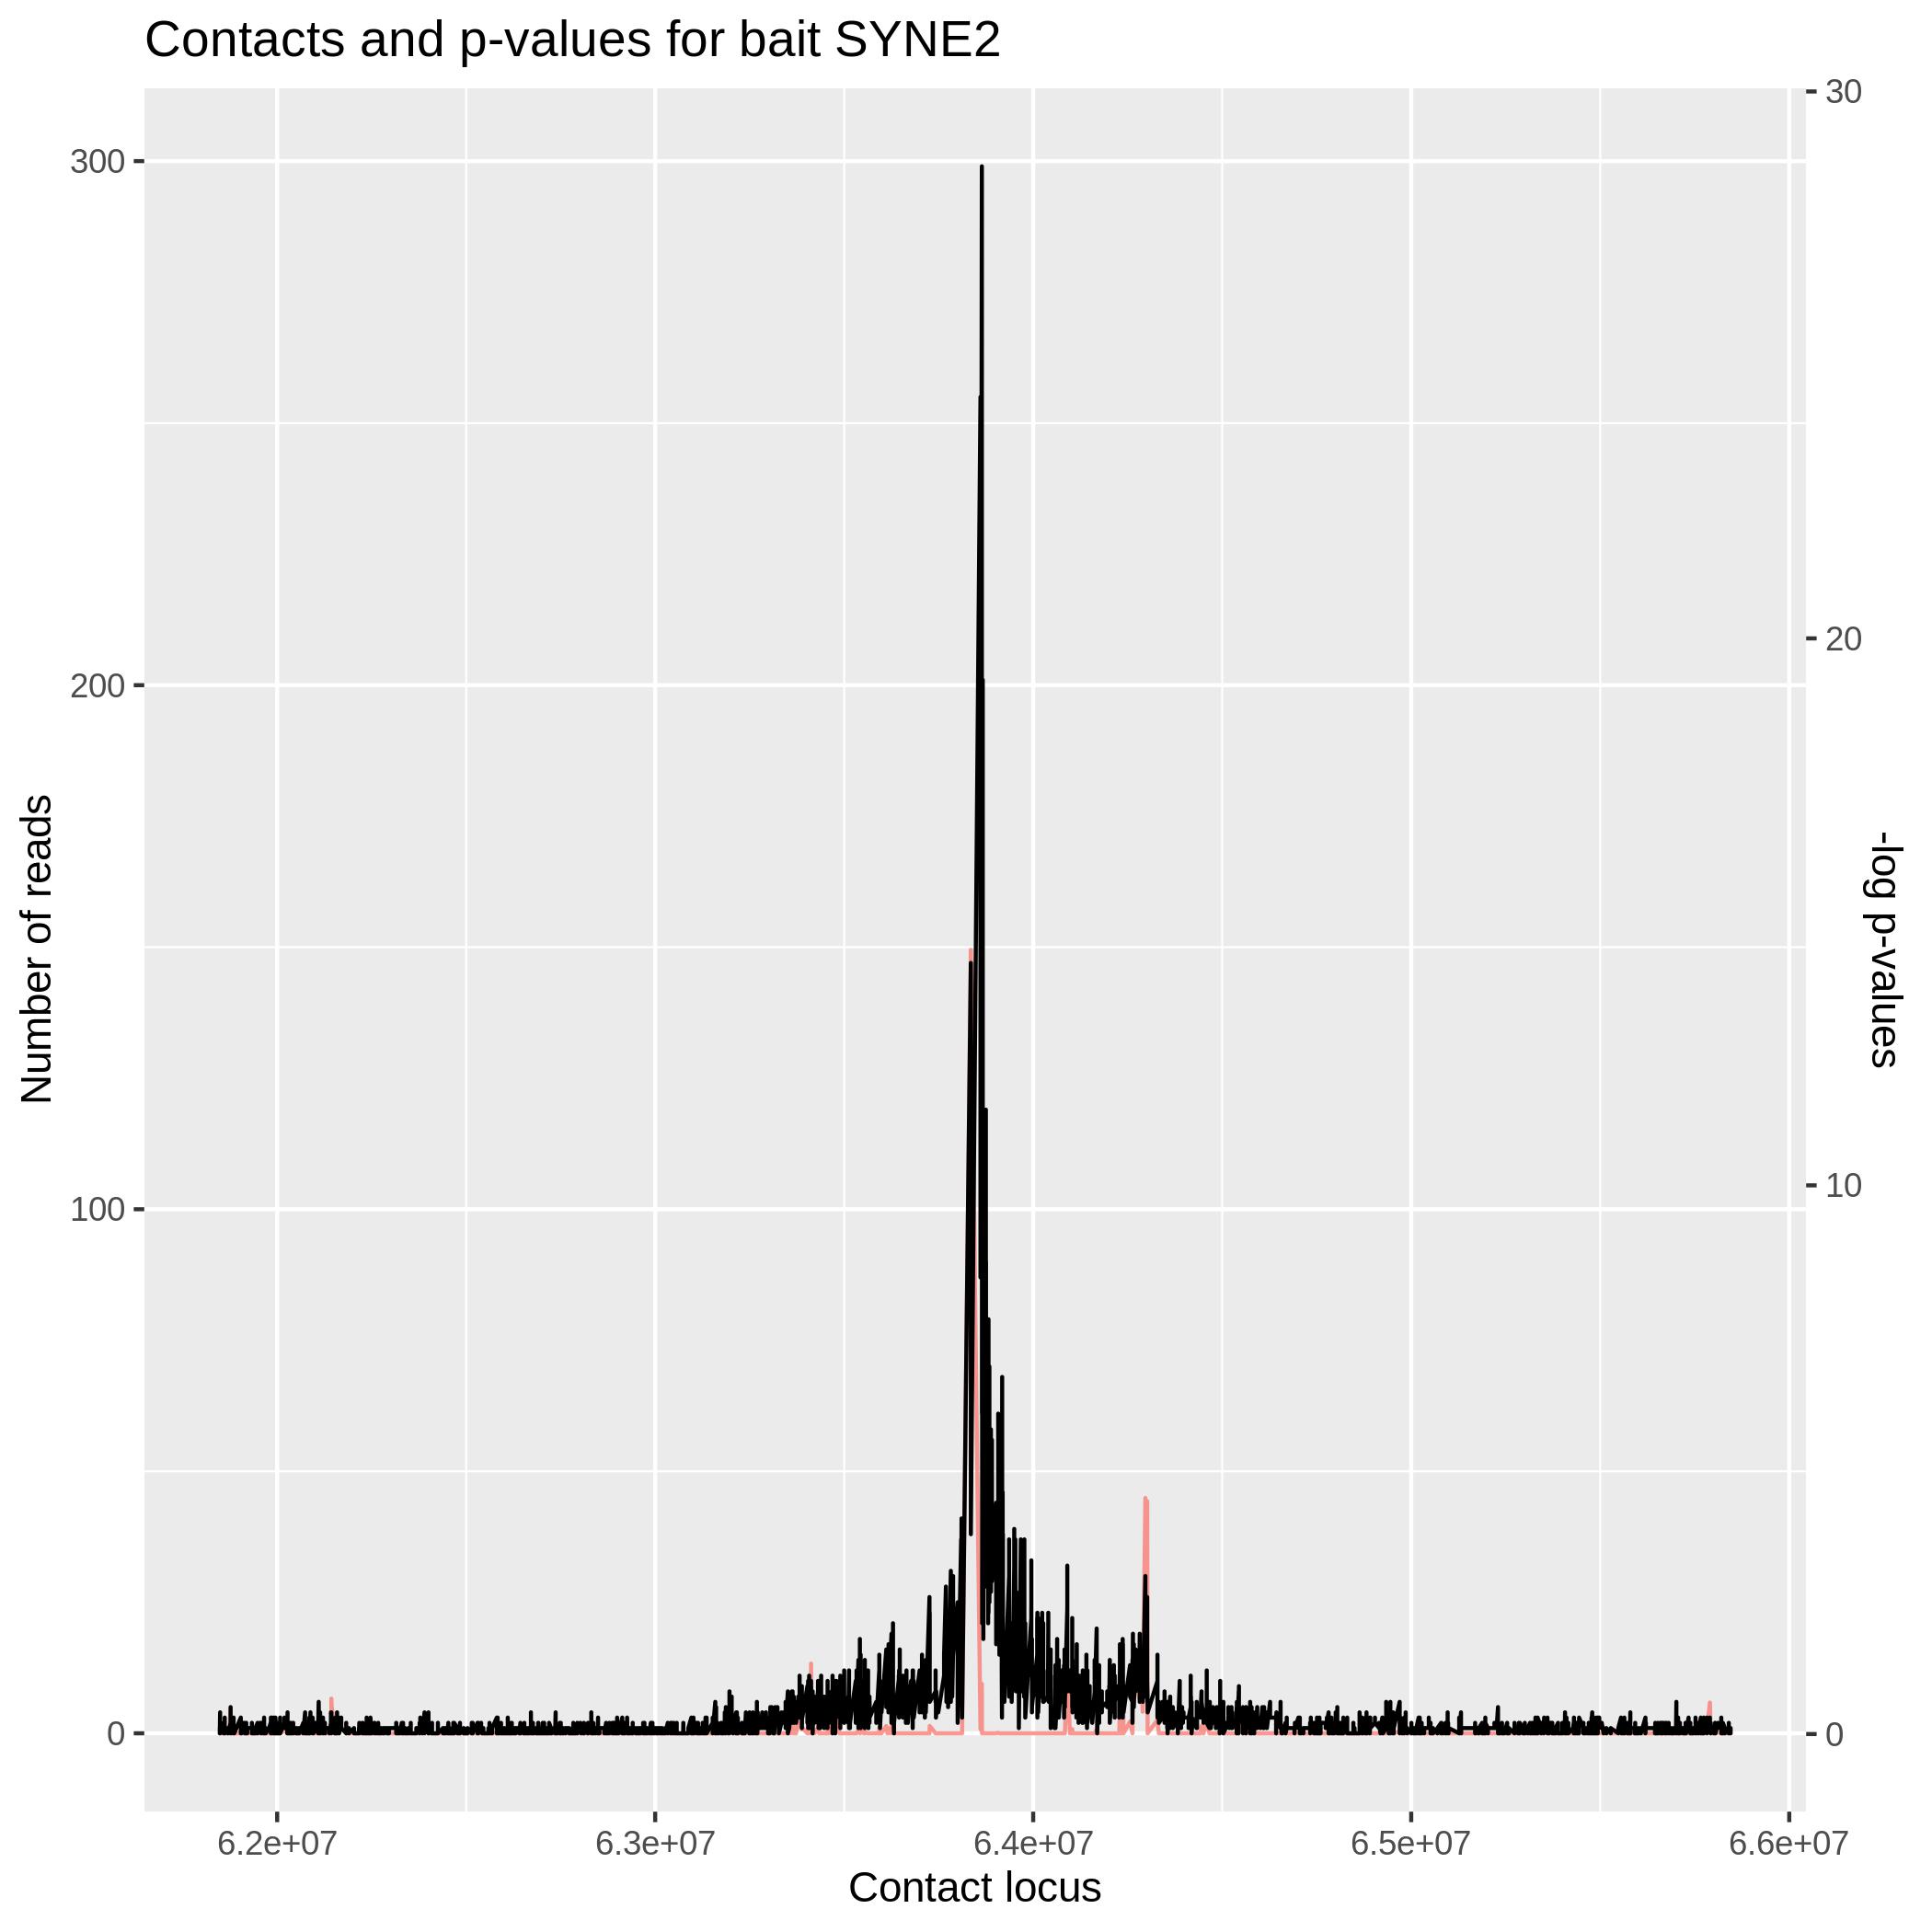 Contacts and p-values for bait SYNE2
Number of reads
300
200
100
0
30
20
10
0
-log p-values
6.2e+07
6.3e+07
6.4e+07
6.5e+07
6.6e+07
Contact locus